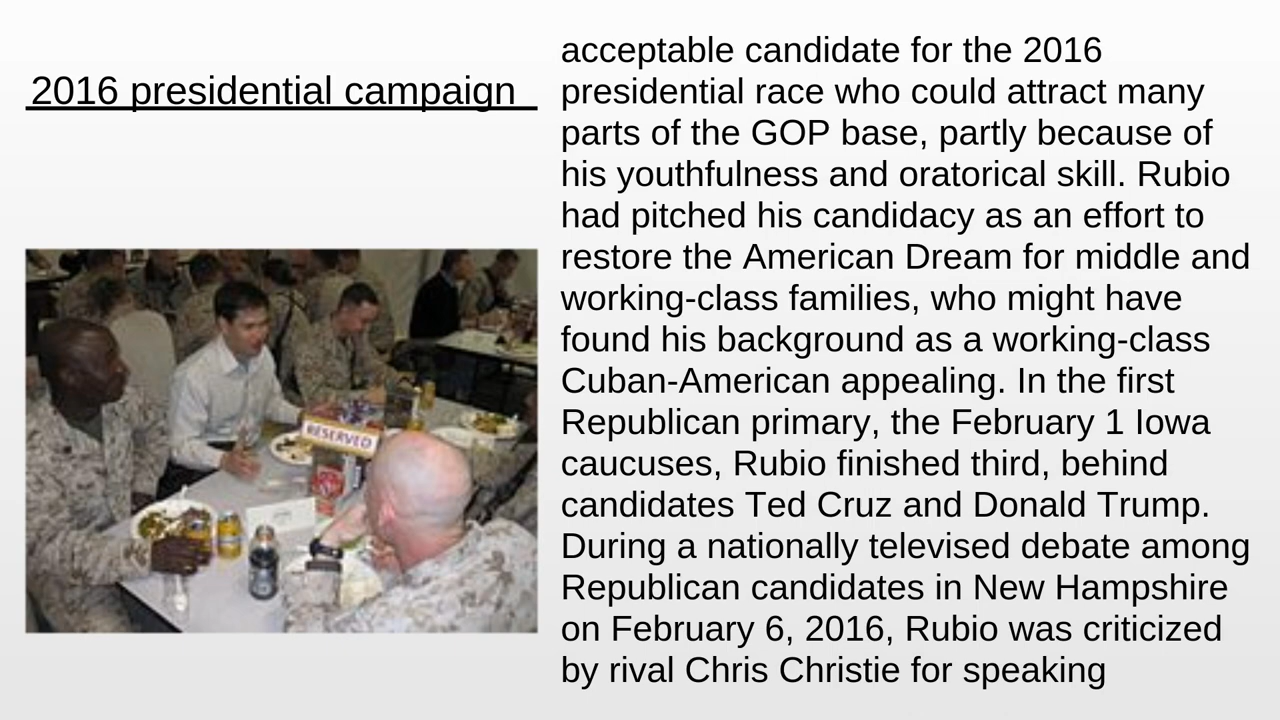 2016 presidential campaign
acceptable candidate for the 2016
presidential race who could attract many
parts of the GOP base, partly because of
his youthfulness and oratorical skill. Rubio
had pitched his candidacy as an effort to
restore the American Dream for middle and
working-class families, who might have
found his background as a working-class
Cuban-American appealing. In the first
Republican primary, the February 1 Iowa
caucuses, Rubio finished third, behind
candidates Ted Cruz and Donald Trump.
During a nationally televised debate among
Republican candidates in New Hampshire
on February 6, 2016, Rubio was criticized
by rival Chris Christie for speaking
RESERVED